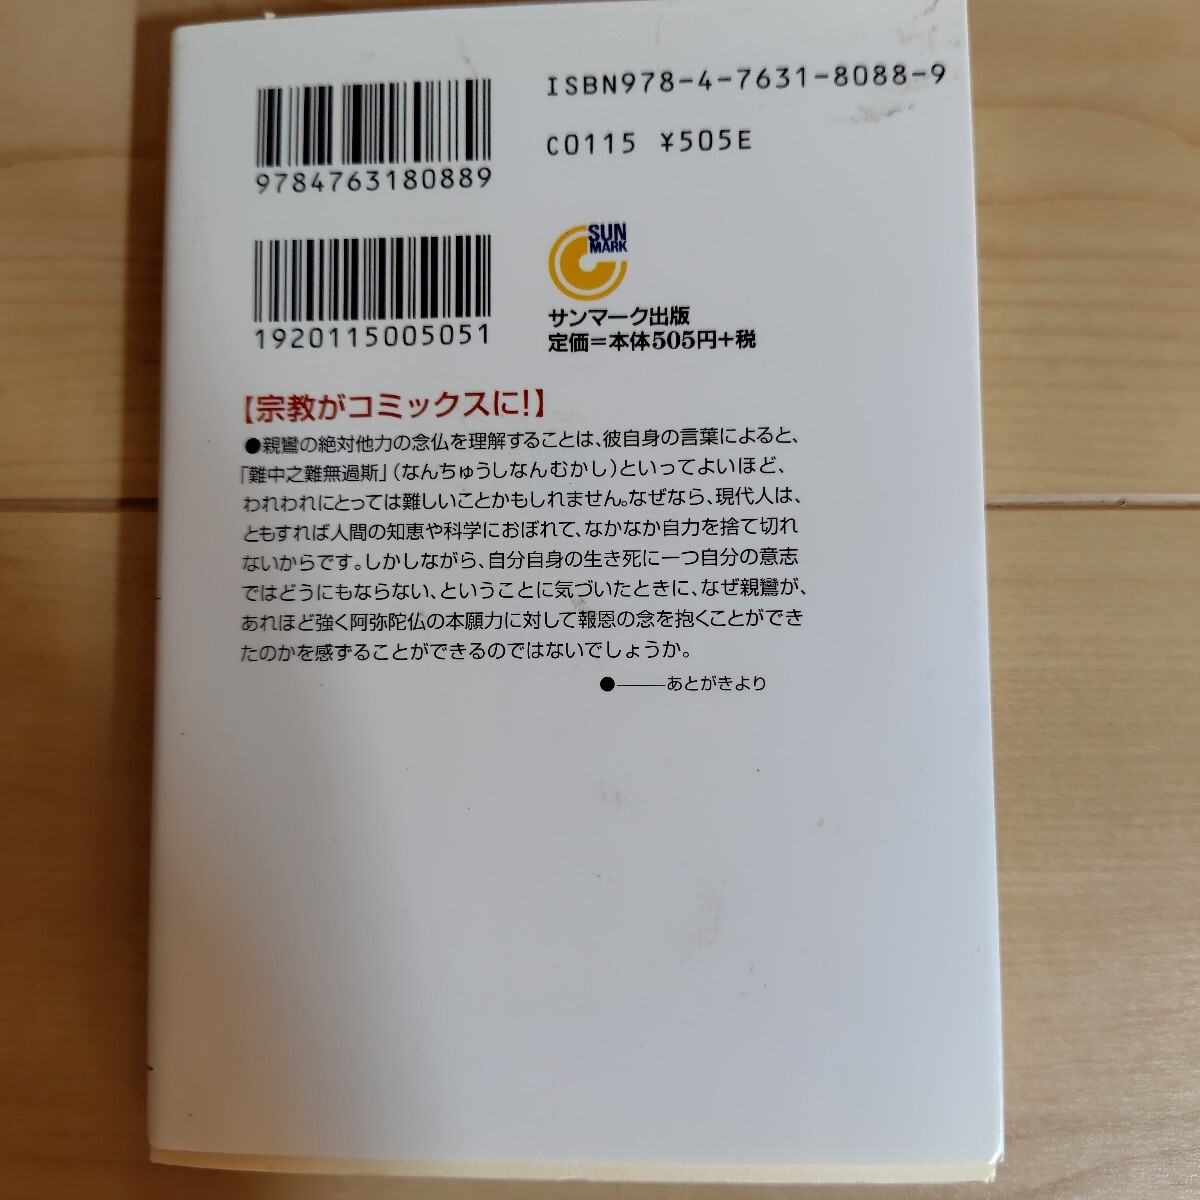 ISBN978-4-7631-8088-9
C0115 ¥505E
9784763180889
1920115005051
SUN
MARK
サンマーク出版
定価=本体505円+税
【宗教がコミックスに!】
●親鸞の絶対他力の念仏を理解することは、彼自身の言葉によると、
「難中之難無過斯」(なんちゅうしなんむかし)といってよいほど、
われわれにとっては難しいことかもしれません。なぜなら、現代人は、
ともすれば人間の知恵や科学におぼれて、なかなか自力を捨て切れ
ないからです。しかしながら、自分自身の生き死に一つ自分の意志
ではどうにもならない、ということに気づいたときに、なぜ親鸞が、
あれほど強く阿弥陀仏の本願力に対して報恩の念を抱くことができ
たのかを感ずることができるのではないでしょうか。
●――あとがきより